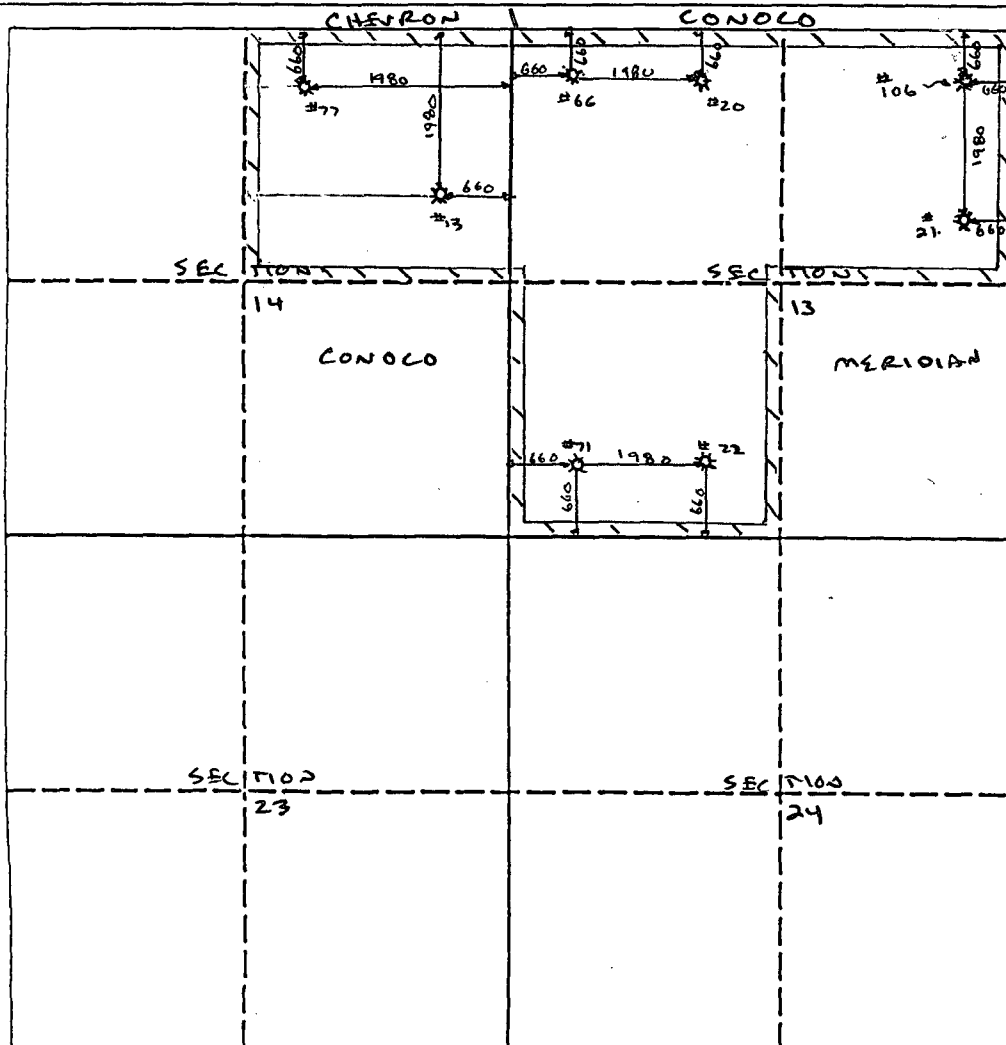 CHEVRON CONOCO
660 660 660 660
1980 660 1980 #106 660
#77 #66 #20
1980 1980
660
#13 #21 660
SECTION SECTION
14 13
CONOCO MERIDIAN
#71 #22
660 1980
660 660
SECTION SECTION
23 24